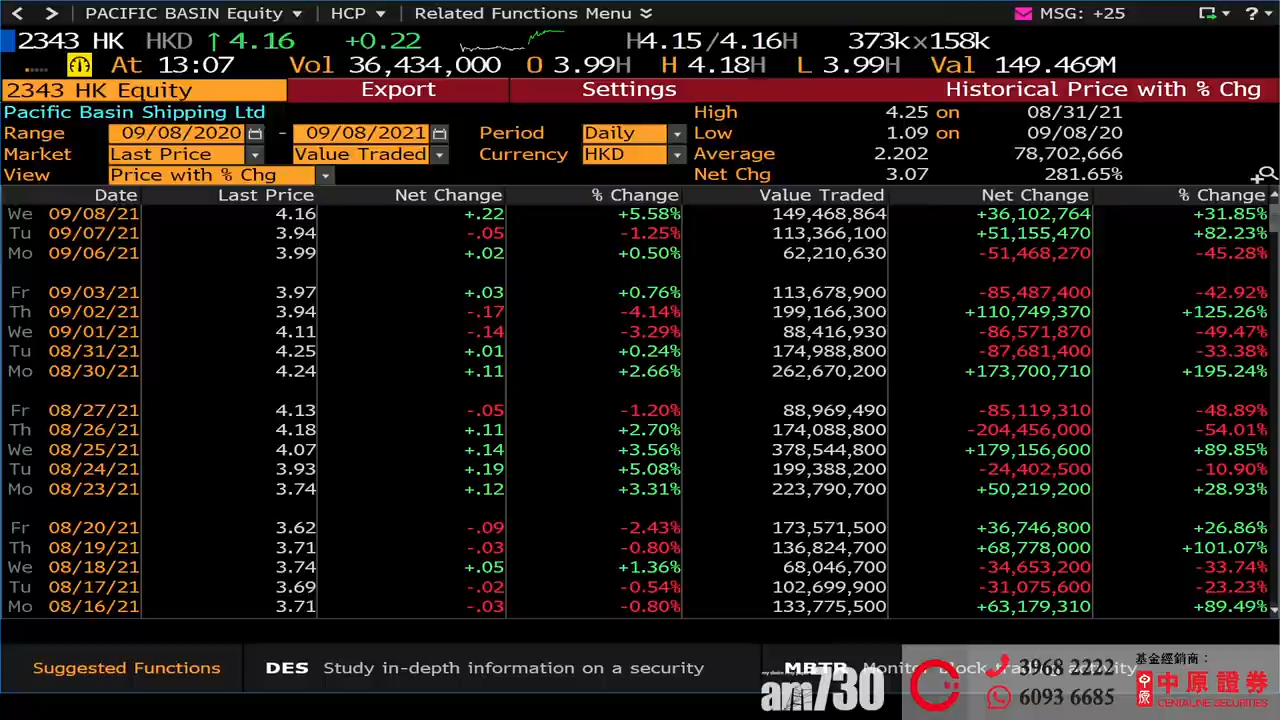 < > PACIFIC BASIN Equity HCP Related Functions Menu MSG: +25 ?
2343 HK HKD ↑ 4.16 +0.22 H4.15/4.16H 373k×158k
At 13:07 Vol 36,434,000 O 3.99H H 4.18H L 3.99H Val 149.469M
2343 HK Equity Export Settings Historical Price with % Chg
Pacific Basin Shipping Ltd High 4.25 on 08/31/21
Range 09/08/2020 - 09/08/2021 Period Daily Low 1.09 on 09/08/20
Market Last Price Value Traded Currency HKD Average 2.202 78,702,666
View Price with % Chg Net Chg 3.07 281.65%
Date Last Price Net Change % Change Value Traded Net Change % Change
We 09/08/21 4.16 +.22 +5.58% 149,468,864 +36,102,764 +31.85%
Tu 09/07/21 3.94 -.05 -1.25% 113,366,100 +51,155,470 +82.23%
Mo 09/06/21 3.99 +.02 +0.50% 62,210,630 -51,468,270 -45.28%
Fr 09/03/21 3.97 +.03 +0.76% 113,678,900 -85,487,400 -42.92%
Th 09/02/21 3.94 -.17 -4.14% 199,166,300 +110,749,370 +125.26%
We 09/01/21 4.11 -.14 -3.29% 88,416,930 -86,571,870 -49.47%
Tu 08/31/21 4.25 +.01 +0.24% 174,988,800 -87,681,400 -33.38%
Mo 08/30/21 4.24 +.11 +2.66% 262,670,200 +173,700,710 +195.24%
Fr 08/27/21 4.13 -.05 -1.20% 88,969,490 -85,119,310 -48.89%
Th 08/26/21 4.18 +.11 +2.70% 174,088,800 -204,456,000 -54.01%
We 08/25/21 4.07 +.14 +3.56% 378,544,800 +179,156,600 +89.85%
Tu 08/24/21 3.93 +.19 +5.08% 199,388,200 -24,402,500 -10.90%
Mo 08/23/21 3.74 +.12 +3.31% 223,790,700 +50,219,200 +28.93%
Fr 08/20/21 3.62 -.09 -2.43% 173,571,500 +36,746,800 +26.86%
Th 08/19/21 3.71 -.03 -0.80% 136,824,700 +68,778,000 +101.07%
We 08/18/21 3.74 +.05 +1.36% 68,046,700 -34,653,200 -33.74%
Tu 08/17/21 3.69 -.02 -0.54% 102,699,900 -31,075,600 -23.23%
Mo 08/16/21 3.71 -.03 -0.80% 133,775,500 +63,179,310 +89.49%
Suggested Functions DES Study in-depth information on a security MBTR Monitor block trading activity
am730
3968 2222
6093 6685
基金經銷商：
中原證券
CENTALINE SECURITIES